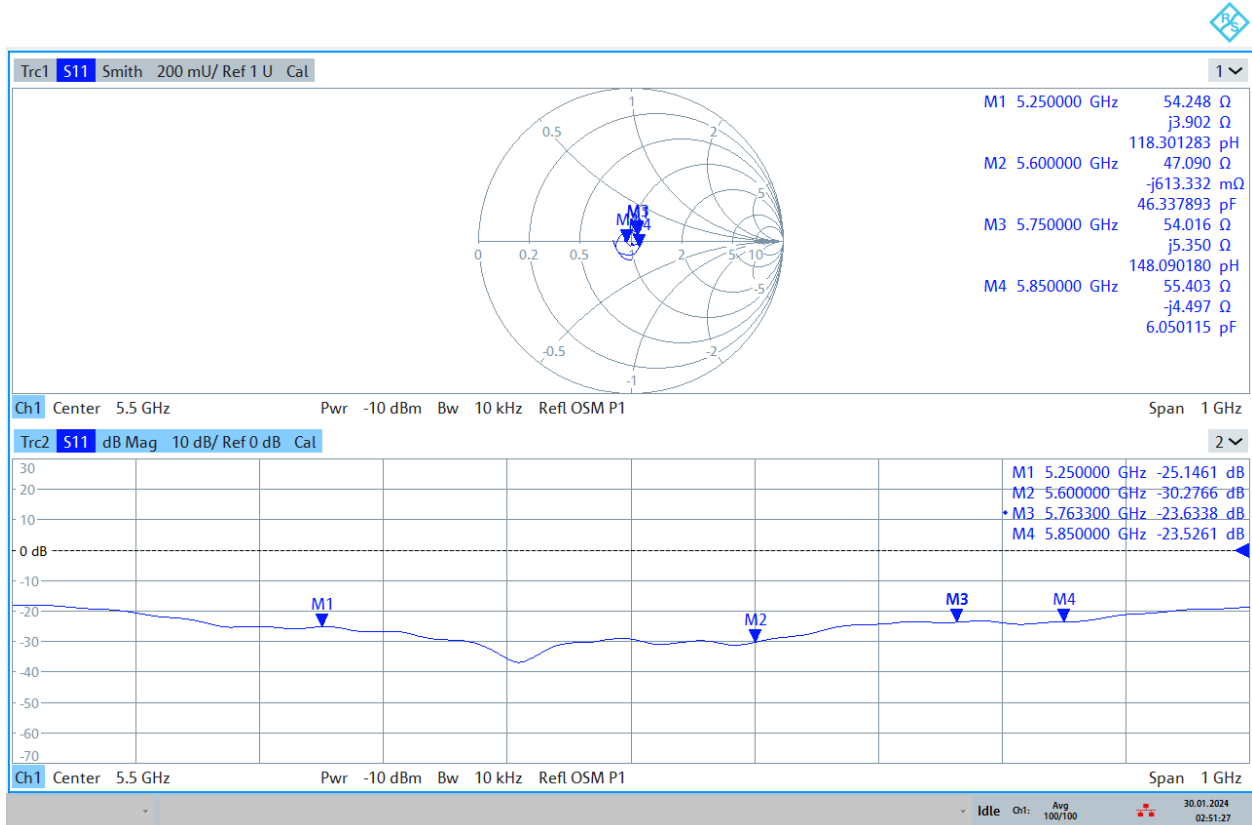 R&S
Trc1 S11 Smith 200 mU/ Ref 1 U Cal 1
M1 5.250000 GHz 54.248 Ω
j3.902 Ω
118.301283 pH
M2 5.600000 GHz 47.090 Ω
-j613.332 mΩ
46.337893 pF
M3 5.750000 GHz 54.016 Ω
j5.350 Ω
148.090180 pH
M4 5.850000 GHz 55.403 Ω
-j4.497 Ω
6.050115 pF
1
0.5 2
5
M3
4
0 0.2 0.5 2 5 10
-5
-0.5 -2
-1
Ch1 Center 5.5 GHz Pwr -10 dBm Bw 10 kHz Refl OSM P1 Span 1 GHz
Trc2 S11 dB Mag 10 dB/ Ref 0 dB Cal 2
30
20
10
0 dB
-10
-20
-30
-40
-50
-60
-70
M1 5.250000 GHz -25.1461 dB
M2 5.600000 GHz -30.2766 dB
M3 5.763300 GHz -23.6338 dB
M4 5.850000 GHz -23.5261 dB
M1
M2
M3
M4
Ch1 Center 5.5 GHz Pwr -10 dBm Bw 10 kHz Refl OSM P1 Span 1 GHz
Idle Ch1: Avg 100/100 30.01.2024
02:51:27